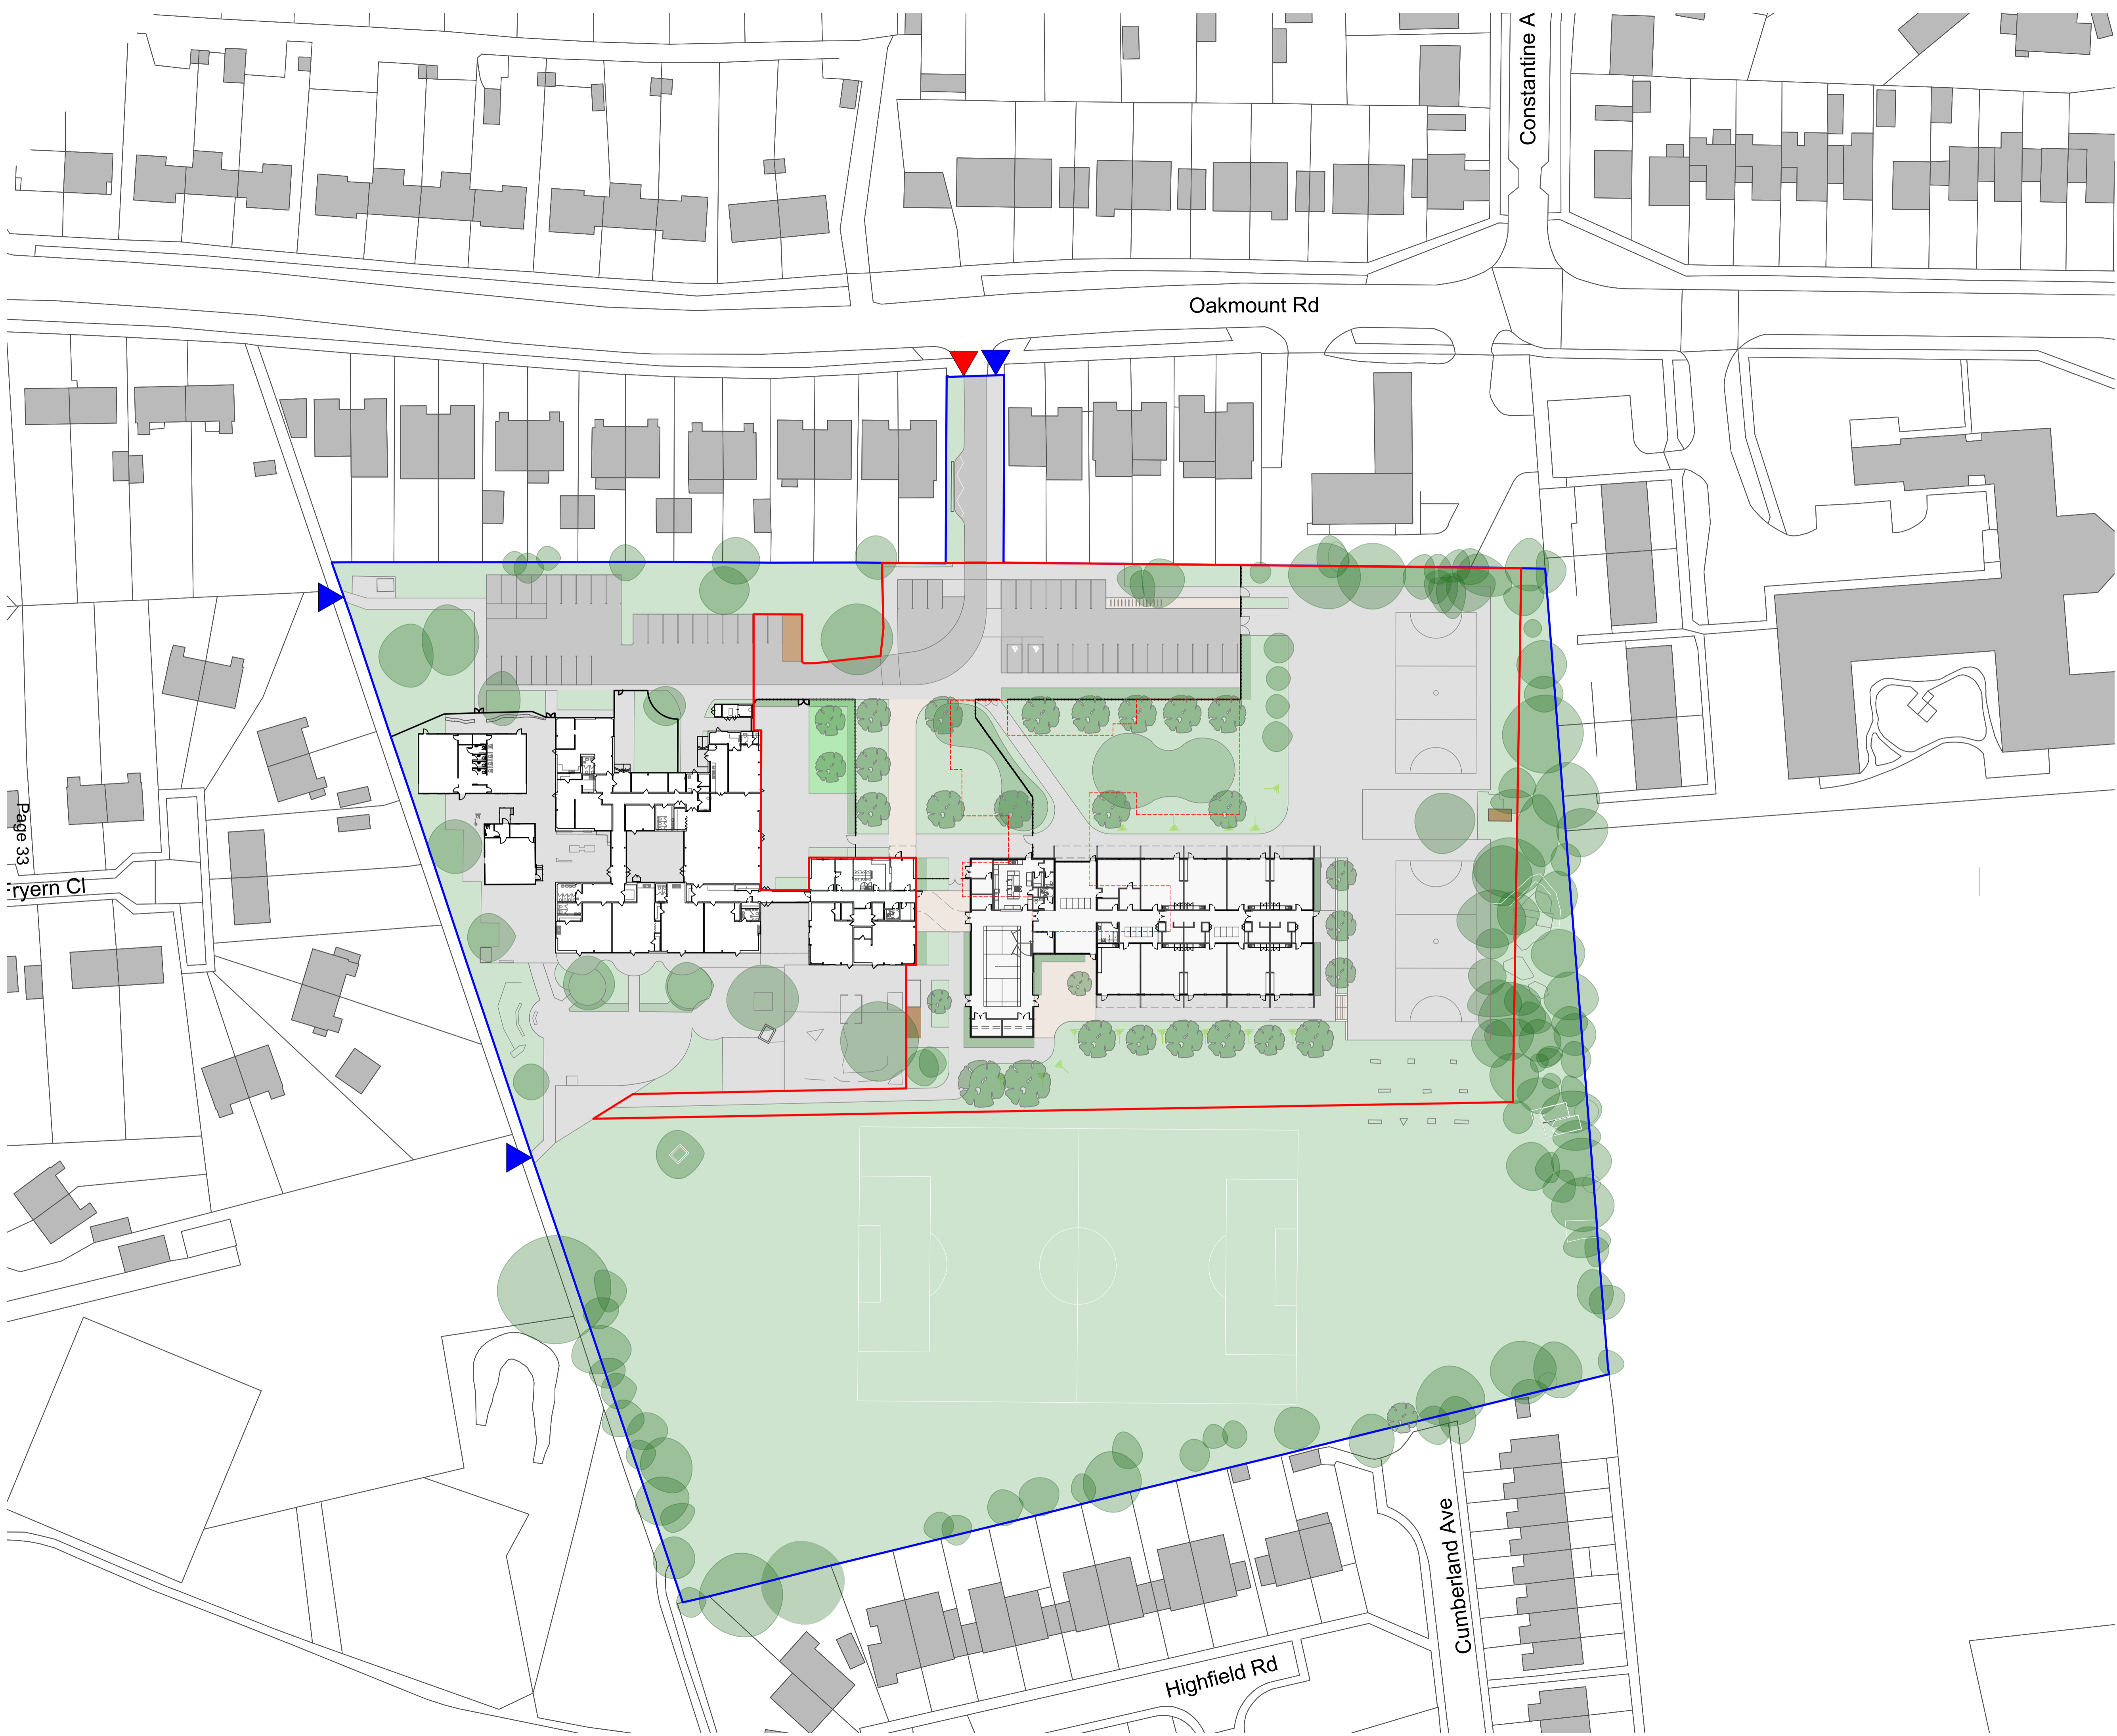 Constantine A
Oakmount Rd
Page 33
Fryern Cl
Cumberland Ave
Highfield Rd